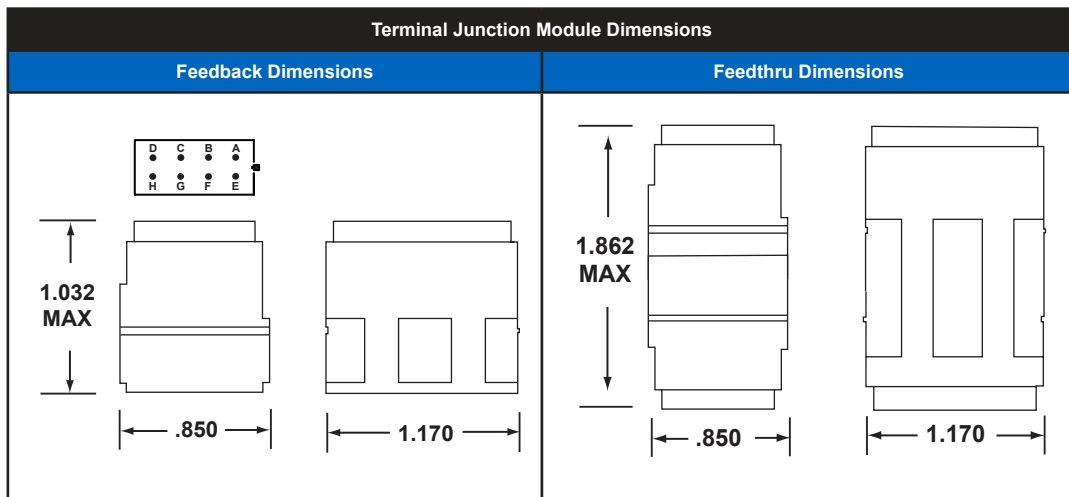 Terminal Junction Module Dimensions
Feedback Dimensions
Feedthru Dimensions
D C B A
H G F E
1.032
MAX
.850
1.170
1.862
MAX
.850
1.170